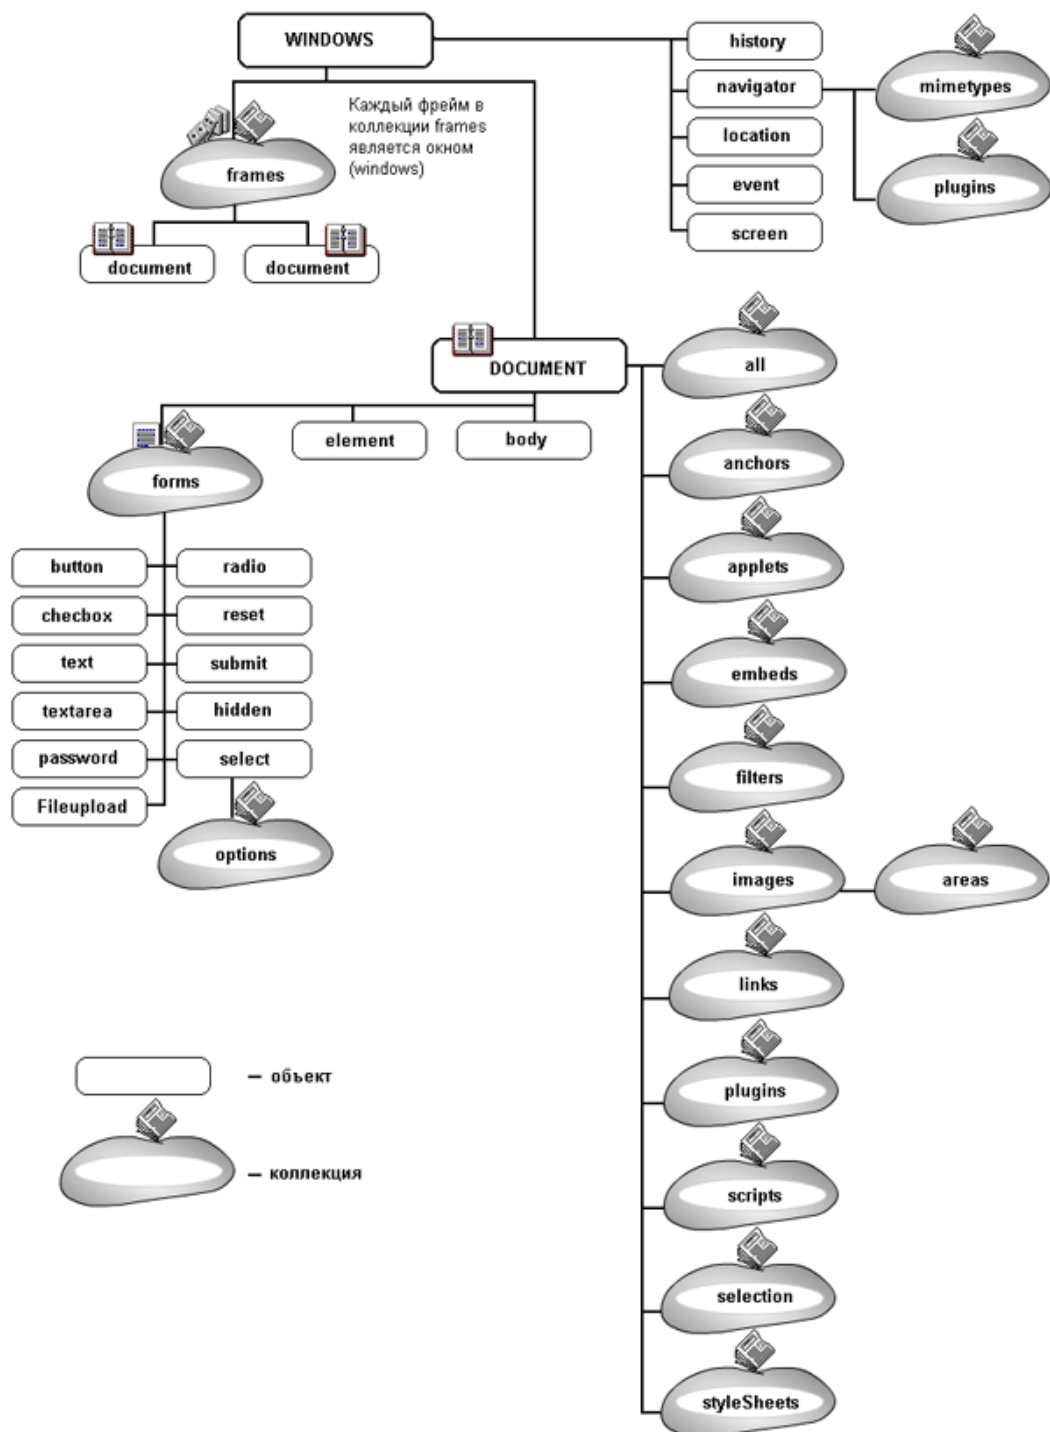 WINDOWS
history
navigator
location
event
screen
mimetypes
plugins
Каждый фрейм в
коллекции frames
является окном
(windows)
frames
document
document
DOCUMENT
element
body
forms
button
radio
checbox
reset
text
submit
textarea
hidden
password
select
Fileupload
options
all
anchors
applets
embeds
filters
images
areas
links
plugins
scripts
selection
styleSheets
— объект
— коллекция